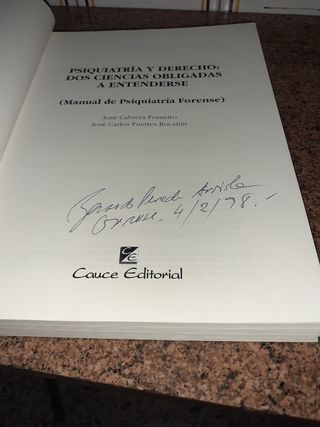 PSIQUIATRÍA Y DERECHO:
DOS CIENCIAS OBLIGADAS
A ENTENDERSE
(Manual de Psiquiatría Forense)
José Cabrera Forneiro
José Carlos Fuertes Rocañín
4/2/98.-
CE
Cauce Editorial